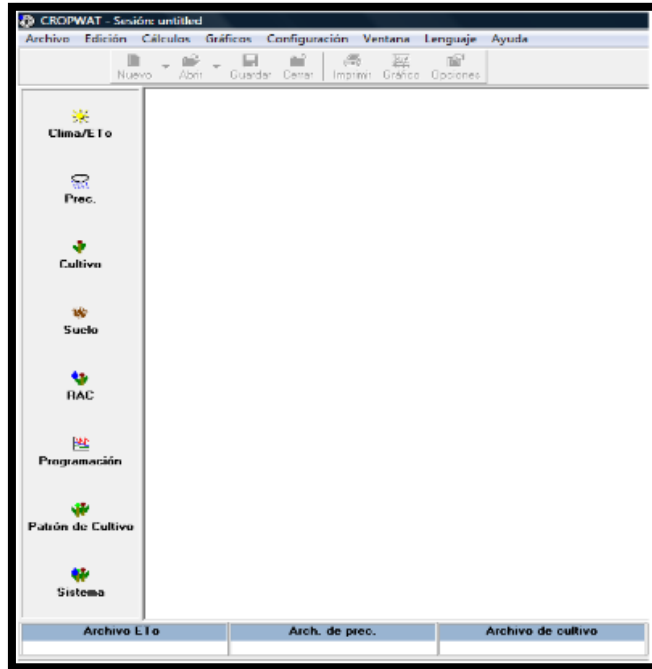 CROPWAT - Sesión: untitled
Archivo Edición Cálculos Gráficos Configuración Ventana Lenguaje Ayuda
Nuevo Abrir Guardar Cerrar Imprimir Gráfico Opciones
Clima/ETo
Prec.
Cultivo
Suelo
RAC
Programación
Patrón de Cultivo
Sistema
Archivo ETo Arch. de prec. Archivo de cultivo